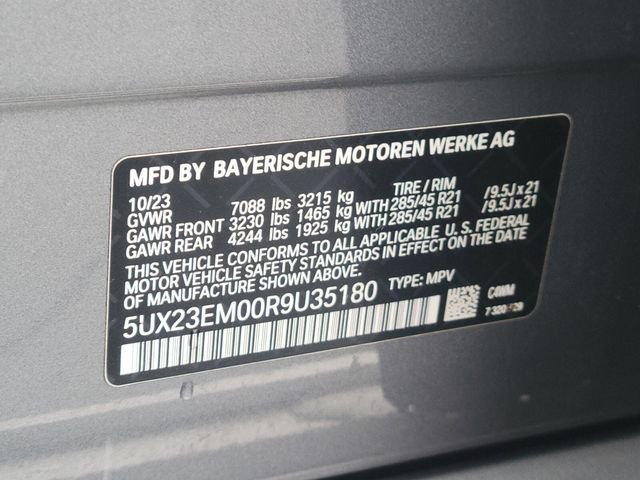 MFD BY BAYERISCHE MOTOREN WERKE AG
10/23 TIRE / RIM
GVWR 7088 lbs 3215 kg
GAWR FRONT 3230 lbs 1465 kg WITH 285/45 R21 /9.5J x 21
GAWR REAR 4244 lbs 1925 kg WITH 285/45 R21 /9.5J x 21
THIS VEHICLE CONFORMS TO ALL APPLICABLE U. S. FEDERAL
MOTOR VEHICLE SAFETY STANDARDS IN EFFECT ON THE DATE
OF MANUFACTURE SHOWN ABOVE.
5UX23EM00R9U35180 TYPE: MPV
C4WM